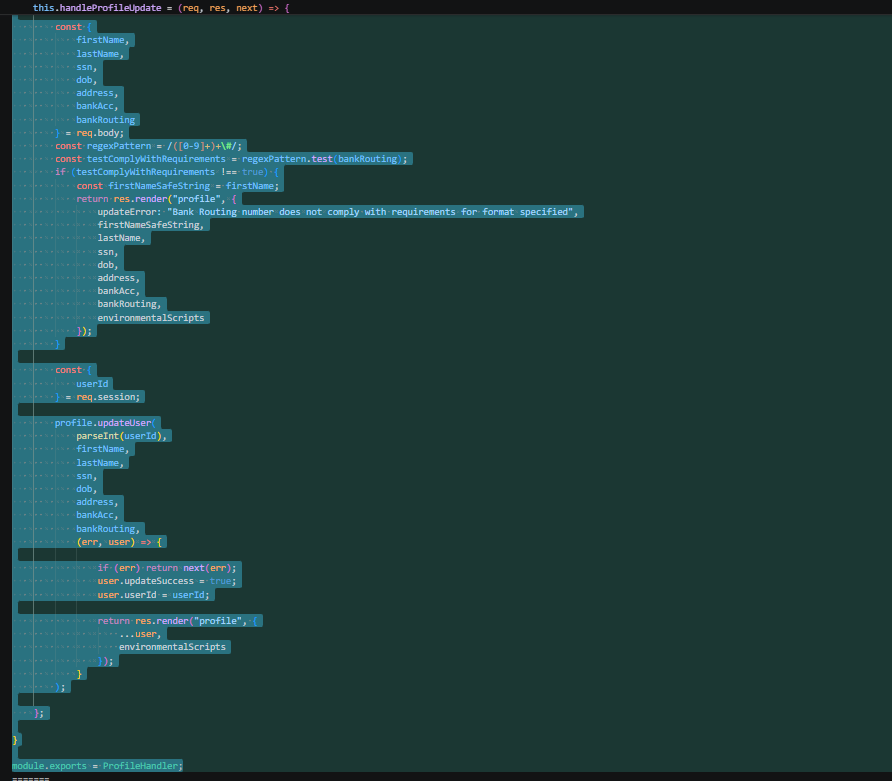 this.handleProfileUpdate = (req, res, next) => {
const {
firstName,
lastName,
ssn,
dob,
address,
bankAcc,
bankRouting
} = req.body;
const regexPattern = /([0-9]+)+\#/;
const testComplyWithRequirements = regexPattern.test(bankRouting);
if (testComplyWithRequirements !== true) {
const firstNameSafeString = firstName;
return res.render("profile", {
updateError: "Bank Routing number does not comply with requirements for format specified",
firstNameSafeString,
lastName,
ssn,
dob,
address,
bankAcc,
bankRouting,
environmentalScripts
});
}
const {
userId
} = req.session;
profile.updateUser(
parseInt(userId),
firstName,
lastName,
ssn,
dob,
address,
bankAcc,
bankRouting,
(err, user) => {
if (err) return next(err);
user.updateSuccess = true;
user.userId = userId;
return res.render("profile", {
...user,
environmentalScripts
});
}
);
};
}
module.exports = ProfileHandler;
=======